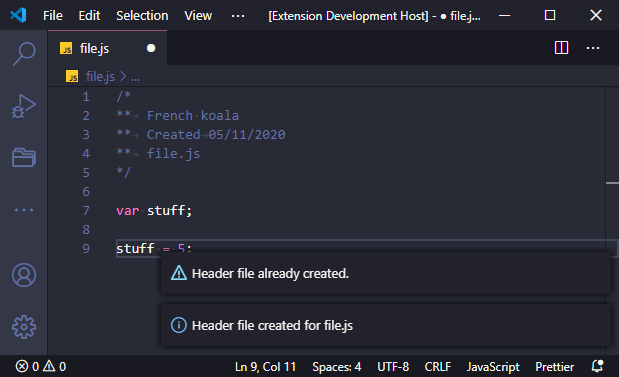 File Edit Selection View ··· [Extension Development Host] - ● file.j...
JS file.js ●
JS file.js > ...
1 /*
2 ** French koala
3 ** Created 05/11/2020
4 ** file.js
5 */
6
7 var stuff;
8
9 stuff = 5;
Header file already created.
Header file created for file.js
0 0 Ln 9, Col 11 Spaces: 4 UTF-8 CRLF JavaScript Prettier